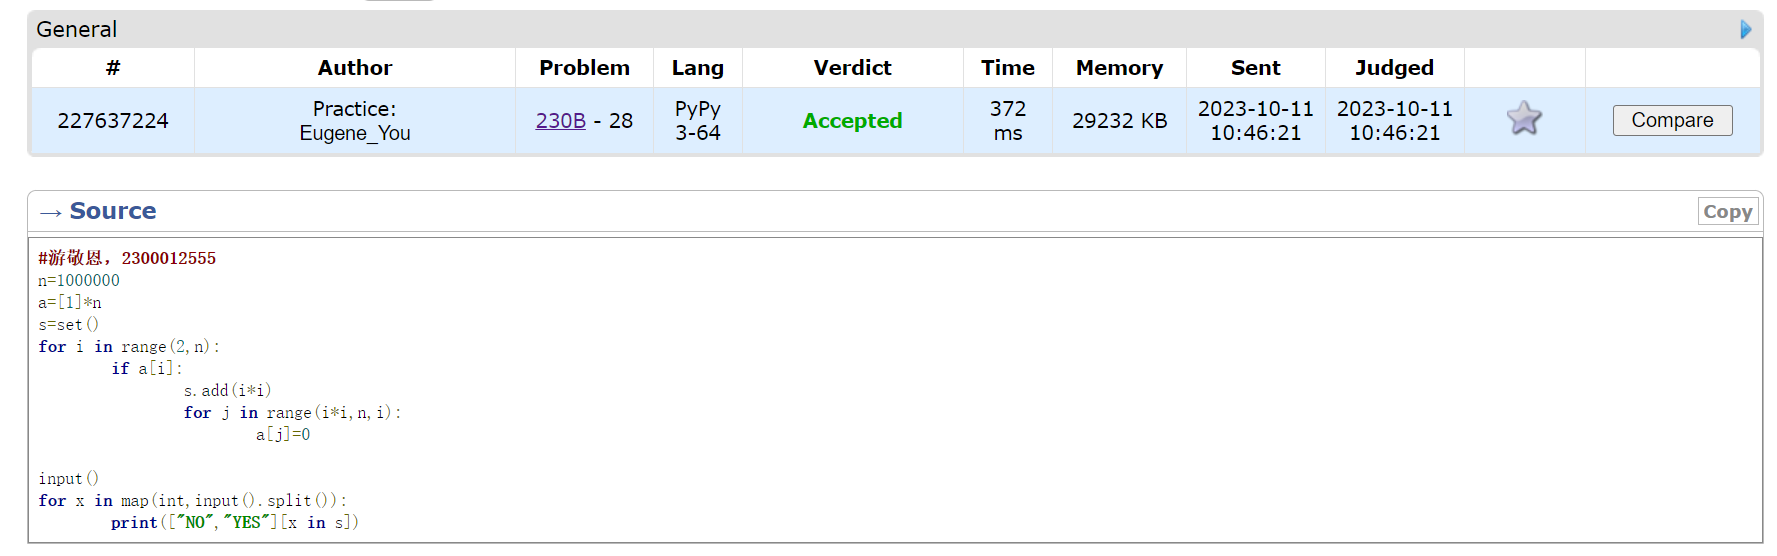 General
# Author Problem Lang Verdict Time Memory Sent Judged
227637224 Practice: Eugene_You 230B - 28 PyPy 3-64 Accepted 372 ms 29232 KB 2023-10-11 10:46:21 2023-10-11 10:46:21 Compare
→ Source Copy
#游敬恩，2300012555
n=1000000
a=[1]*n
s=set()
for i in range(2,n):
if a[i]:
s.add(i*i)
for j in range(i*i,n,i):
a[j]=0
input()
for x in map(int,input().split()):
print(["NO","YES"][x in s])